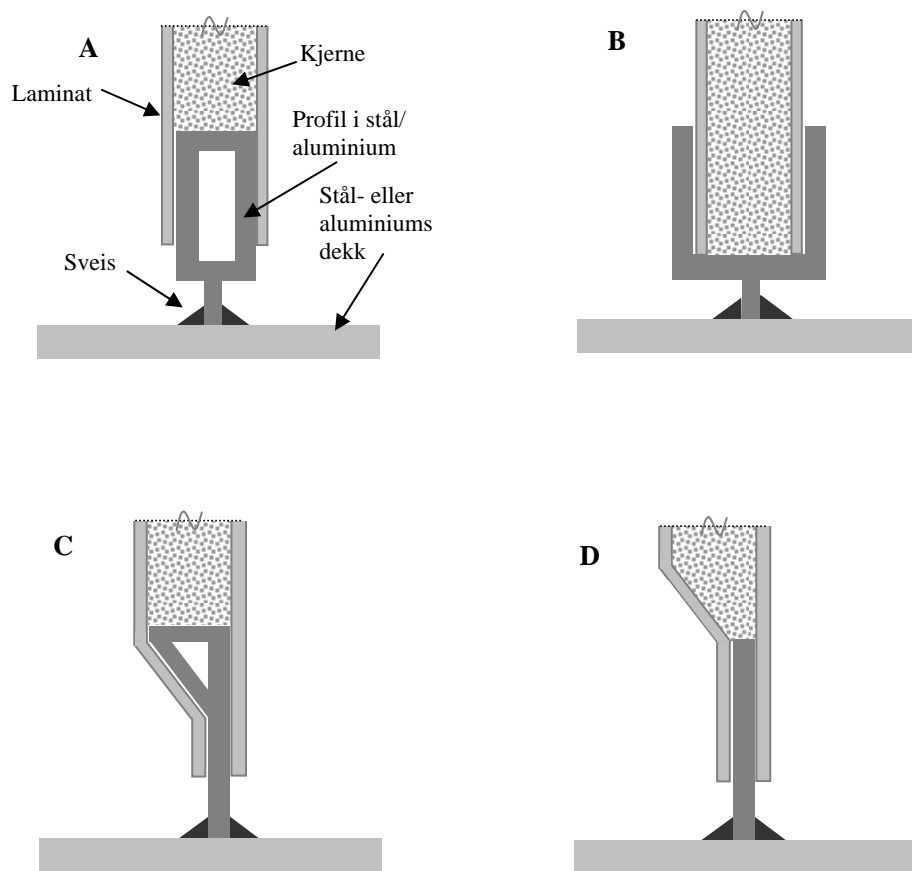 A
Kjerne
Laminat
Profil i stål/
aluminium
Stål- eller
aluminiums
dekk
Sveis
B
C
D